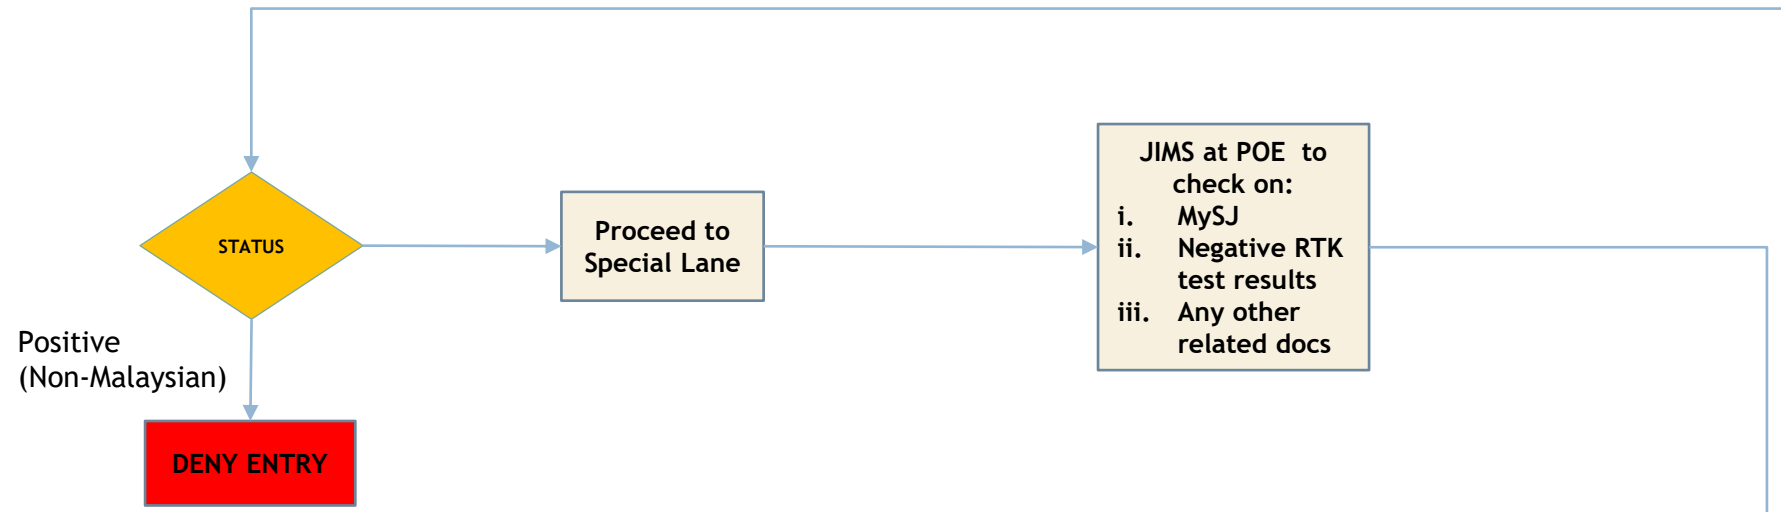 STATUS
Proceed to
Special Lane
JIMS at POE to
check on:
i. MySJ
ii. Negative RTK
test results
iii. Any other
related docs
Positive
(Non-Malaysian)
DENY ENTRY